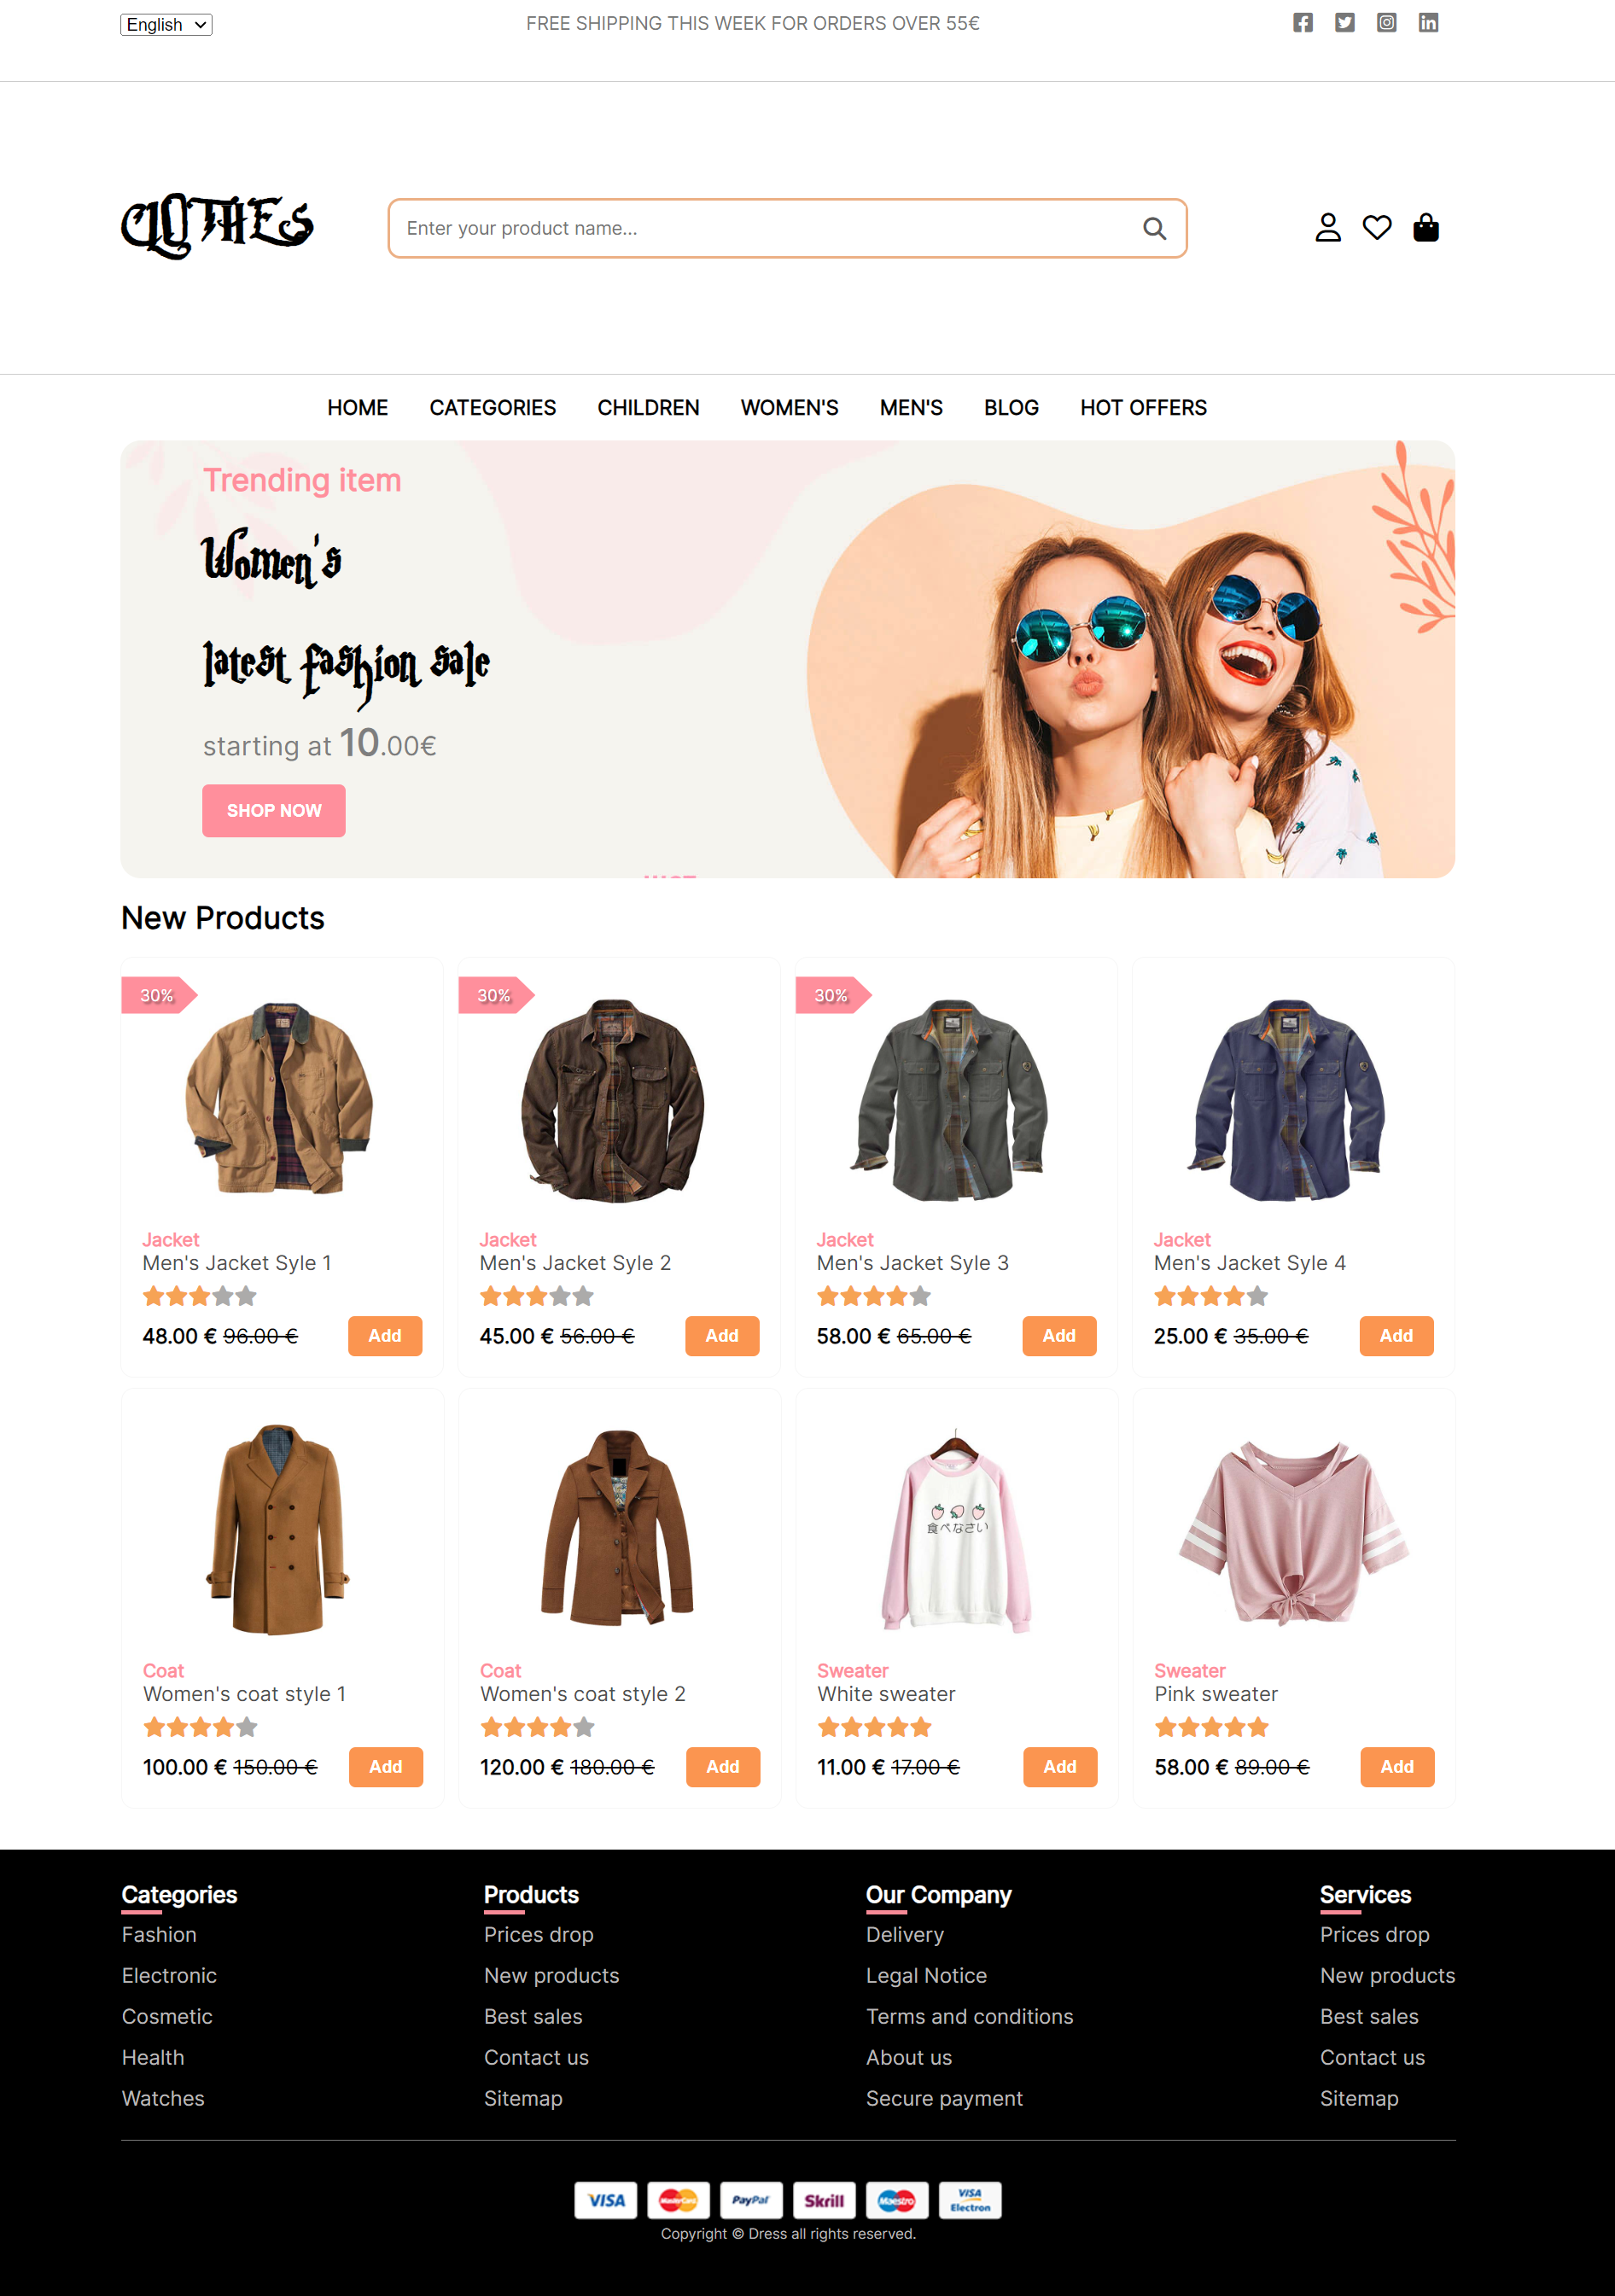 English
FREE SHIPPING THIS WEEK FOR ORDERS OVER 55€
CLOTHES
Enter your product name...
HOME CATEGORIES CHILDREN WOMEN'S MEN'S BLOG HOT OFFERS
Trending item
Women's
latest fashion sale
starting at 10.00€
SHOP NOW
New Products
30% 30% 30%
Jacket Jacket Jacket Jacket
Men's Jacket Syle 1 Men's Jacket Syle 2 Men's Jacket Syle 3 Men's Jacket Syle 4
48.00 € 96.00 € Add 45.00 € 56.00 € Add 58.00 € 65.00 € Add 25.00 € 35.00 € Add
食べなさい
Coat Coat Sweater Sweater
Women's coat style 1 Women's coat style 2 White sweater Pink sweater
100.00 € 150.00 € Add 120.00 € 180.00 € Add 11.00 € 17.00 € Add 58.00 € 89.00 € Add
Categories Products Our Company Services
Fashion Prices drop Delivery Prices drop
Electronic New products Legal Notice New products
Cosmetic Best sales Terms and conditions Best sales
Health Contact us About us Contact us
Watches Sitemap Secure payment Sitemap
VISA MasterCard PayPal Skrill Maestro VISA Electron
Copyright © Dress all rights reserved.